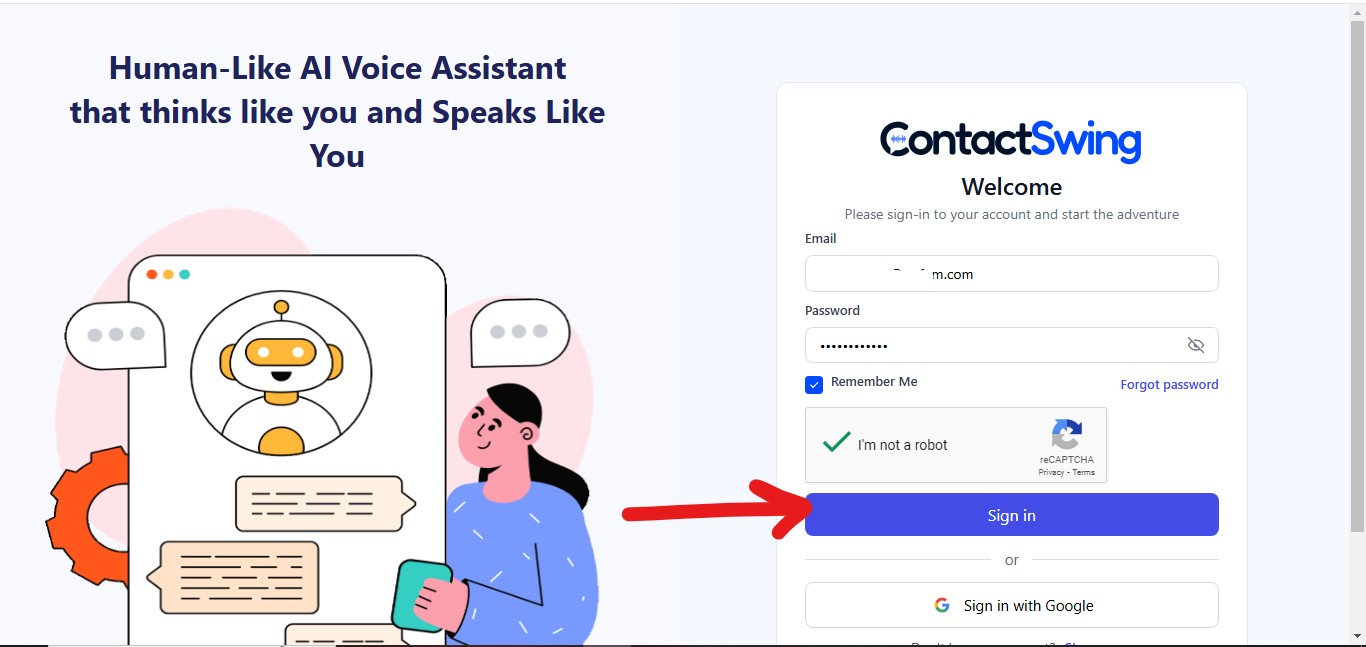 Human-Like AI Voice Assistant
that thinks like you and Speaks Like
You
ContactSwing
Welcome
Please sign-in to your account and start the adventure
Email
m.com
Password
••••••••••••
Remember Me
Forgot password
I'm not a robot
reCAPTCHA
Privacy - Terms
Sign in
or
Sign in with Google